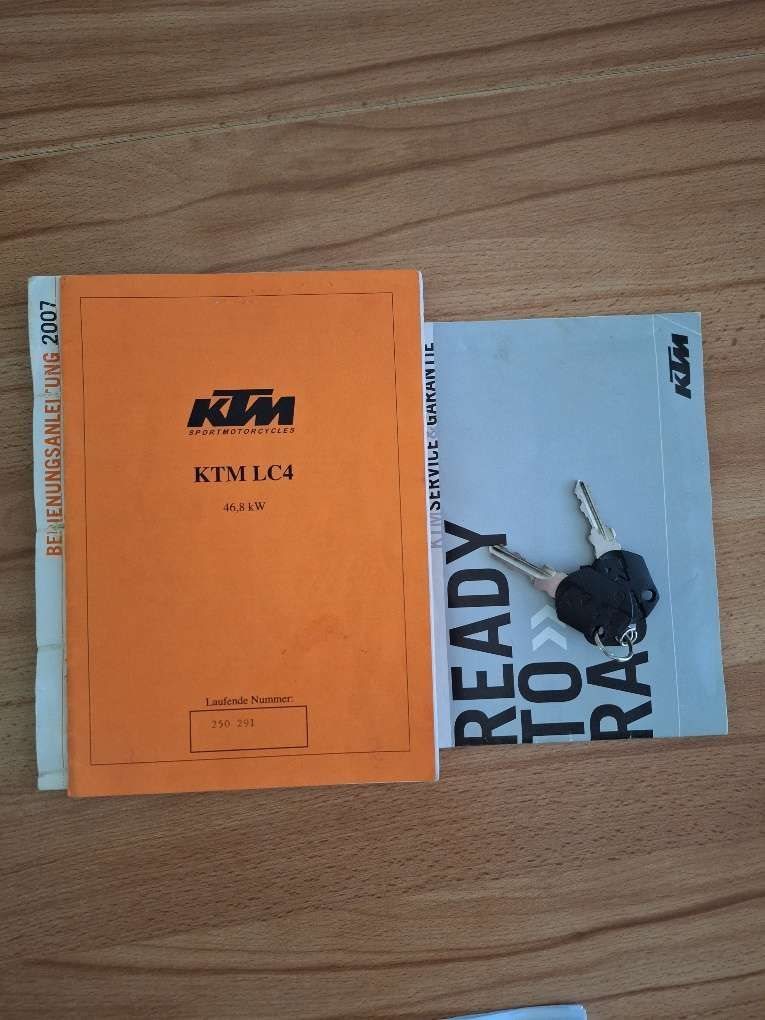 BEDIENUNGSANLEITUNG 2007
KTM
SPORTMOTORCYCLES
KTM LC4
46,8 kW
Laufende Nummer:
250 291
KTM SERVICE & GARANTIE
KTM
READY
TO »
RA